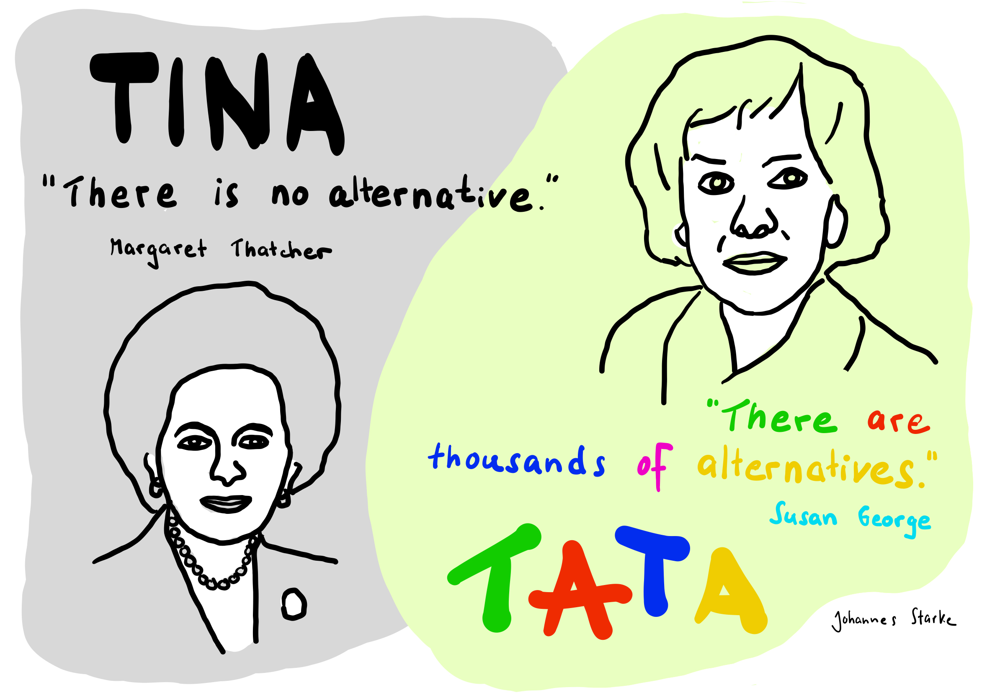 TINA
"There is no alternative."
Margaret Thatcher
"There are
thousands of alternatives."
Susan George
TATA
Johannes Starke